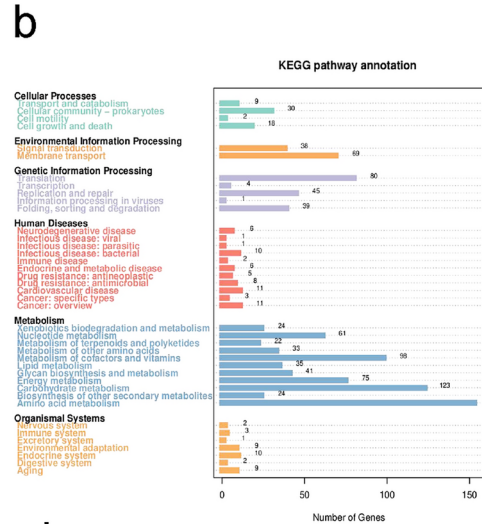 b
KEGG pathway annotation
Cellular Processes
Transport and catabolism 9
Cellular community – prokaryotes 30
Cell motility 2
Cell growth and death 18
Environmental Information Processing
Signal transduction 38
Membrane transport 69
Genetic Information Processing
Translation 80
Transcription 4
Replication and repair 45
Information processing in viruses 1
Folding, sorting and degradation 39
Human Diseases
Neurodegenerative disease 6
Infectious disease: viral 1
Infectious disease: parasitic 1
Infectious disease: bacterial 10
Immune disease 2
Endocrine and metabolic disease 6
Drug resistance: antineoplastic 5
Drug resistance: antimicrobial 8
Cardiovascular disease 11
Cancer: specific types 3
Cancer: overview 11
Metabolism
Xenobiotics biodegradation and metabolism 24
Nucleotide metabolism 61
Metabolism of terpenoids and polyketides 22
Metabolism of other amino acids 33
Metabolism of cofactors and vitamins 98
Lipid metabolism 35
Glycan biosynthesis and metabolism 41
Energy metabolism 75
Carbohydrate metabolism 123
Biosynthesis of other secondary metabolites 24
Amino acid metabolism
Organismal Systems
Nervous system 2
Immune system 3
Excretory system 1
Environmental adaptation 9
Endocrine system 10
Digestive system 2
Aging 9
0 50 100 150
Number of Genes